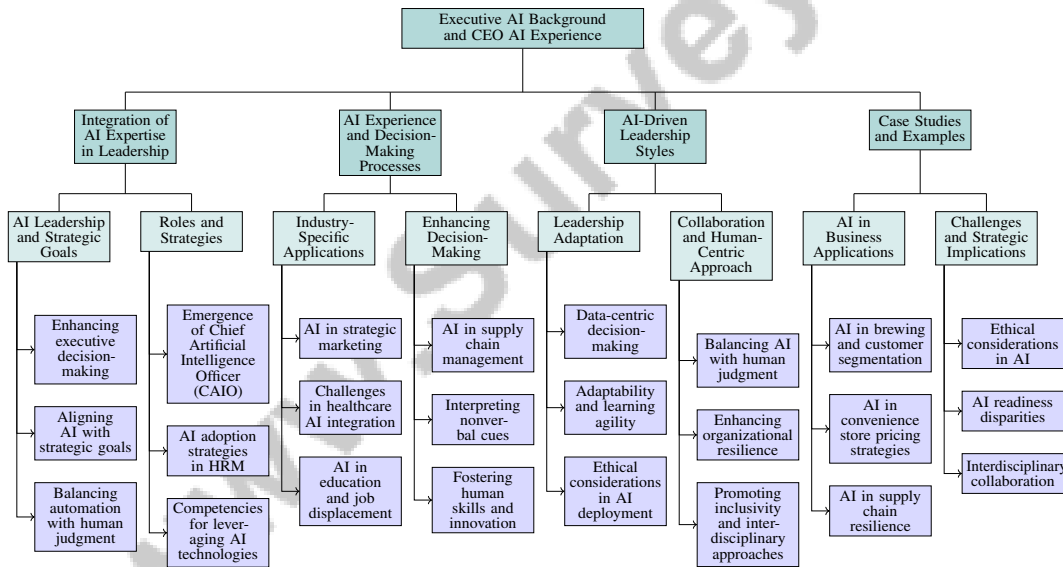 Executive AI Background
and CEO AI Experience
Integration of
AI Expertise
in Leadership
AI Experience
and Decision-
Making
Processes
AI-Driven
Leadership
Styles
Case Studies
and Examples
AI Leadership
and Strategic
Goals
Roles and
Strategies
Industry-
Specific
Applications
Enhancing
Decision-
Making
Leadership
Adaptation
Collaboration
and Human-
Centric
Approach
AI in
Business
Applications
Challenges
and Strategic
Implications
Enhancing
executive
decision-
making
Aligning
AI with
strategic goals
Balancing
automation
with human
judgment
Emergence
of Chief
Artificial
Intelligence
Officer
(CAIO)
AI adoption
strategies
in HRM
Competencies
for lever-
aging AI
technologies
AI in strategic
marketing
Challenges
in healthcare
AI integration
AI in
education
and job
displacement
AI in supply
chain
management
Interpreting
nonver-
bal cues
Fostering
human
skills and
innovation
Data-centric
decision-
making
Adaptability
and learning
agility
Ethical
considerations
in AI
deployment
Balancing AI
with human
judgment
Enhancing
organizational
resilience
Promoting
inclusivity
and inter-
disciplinary
approaches
AI in brewing
and customer
segmentation
AI in
convenience
store pricing
strategies
AI in supply
chain
resilience
Ethical
considerations
in AI
AI readiness
disparities
Interdisciplinary
collaboration
www.Survey